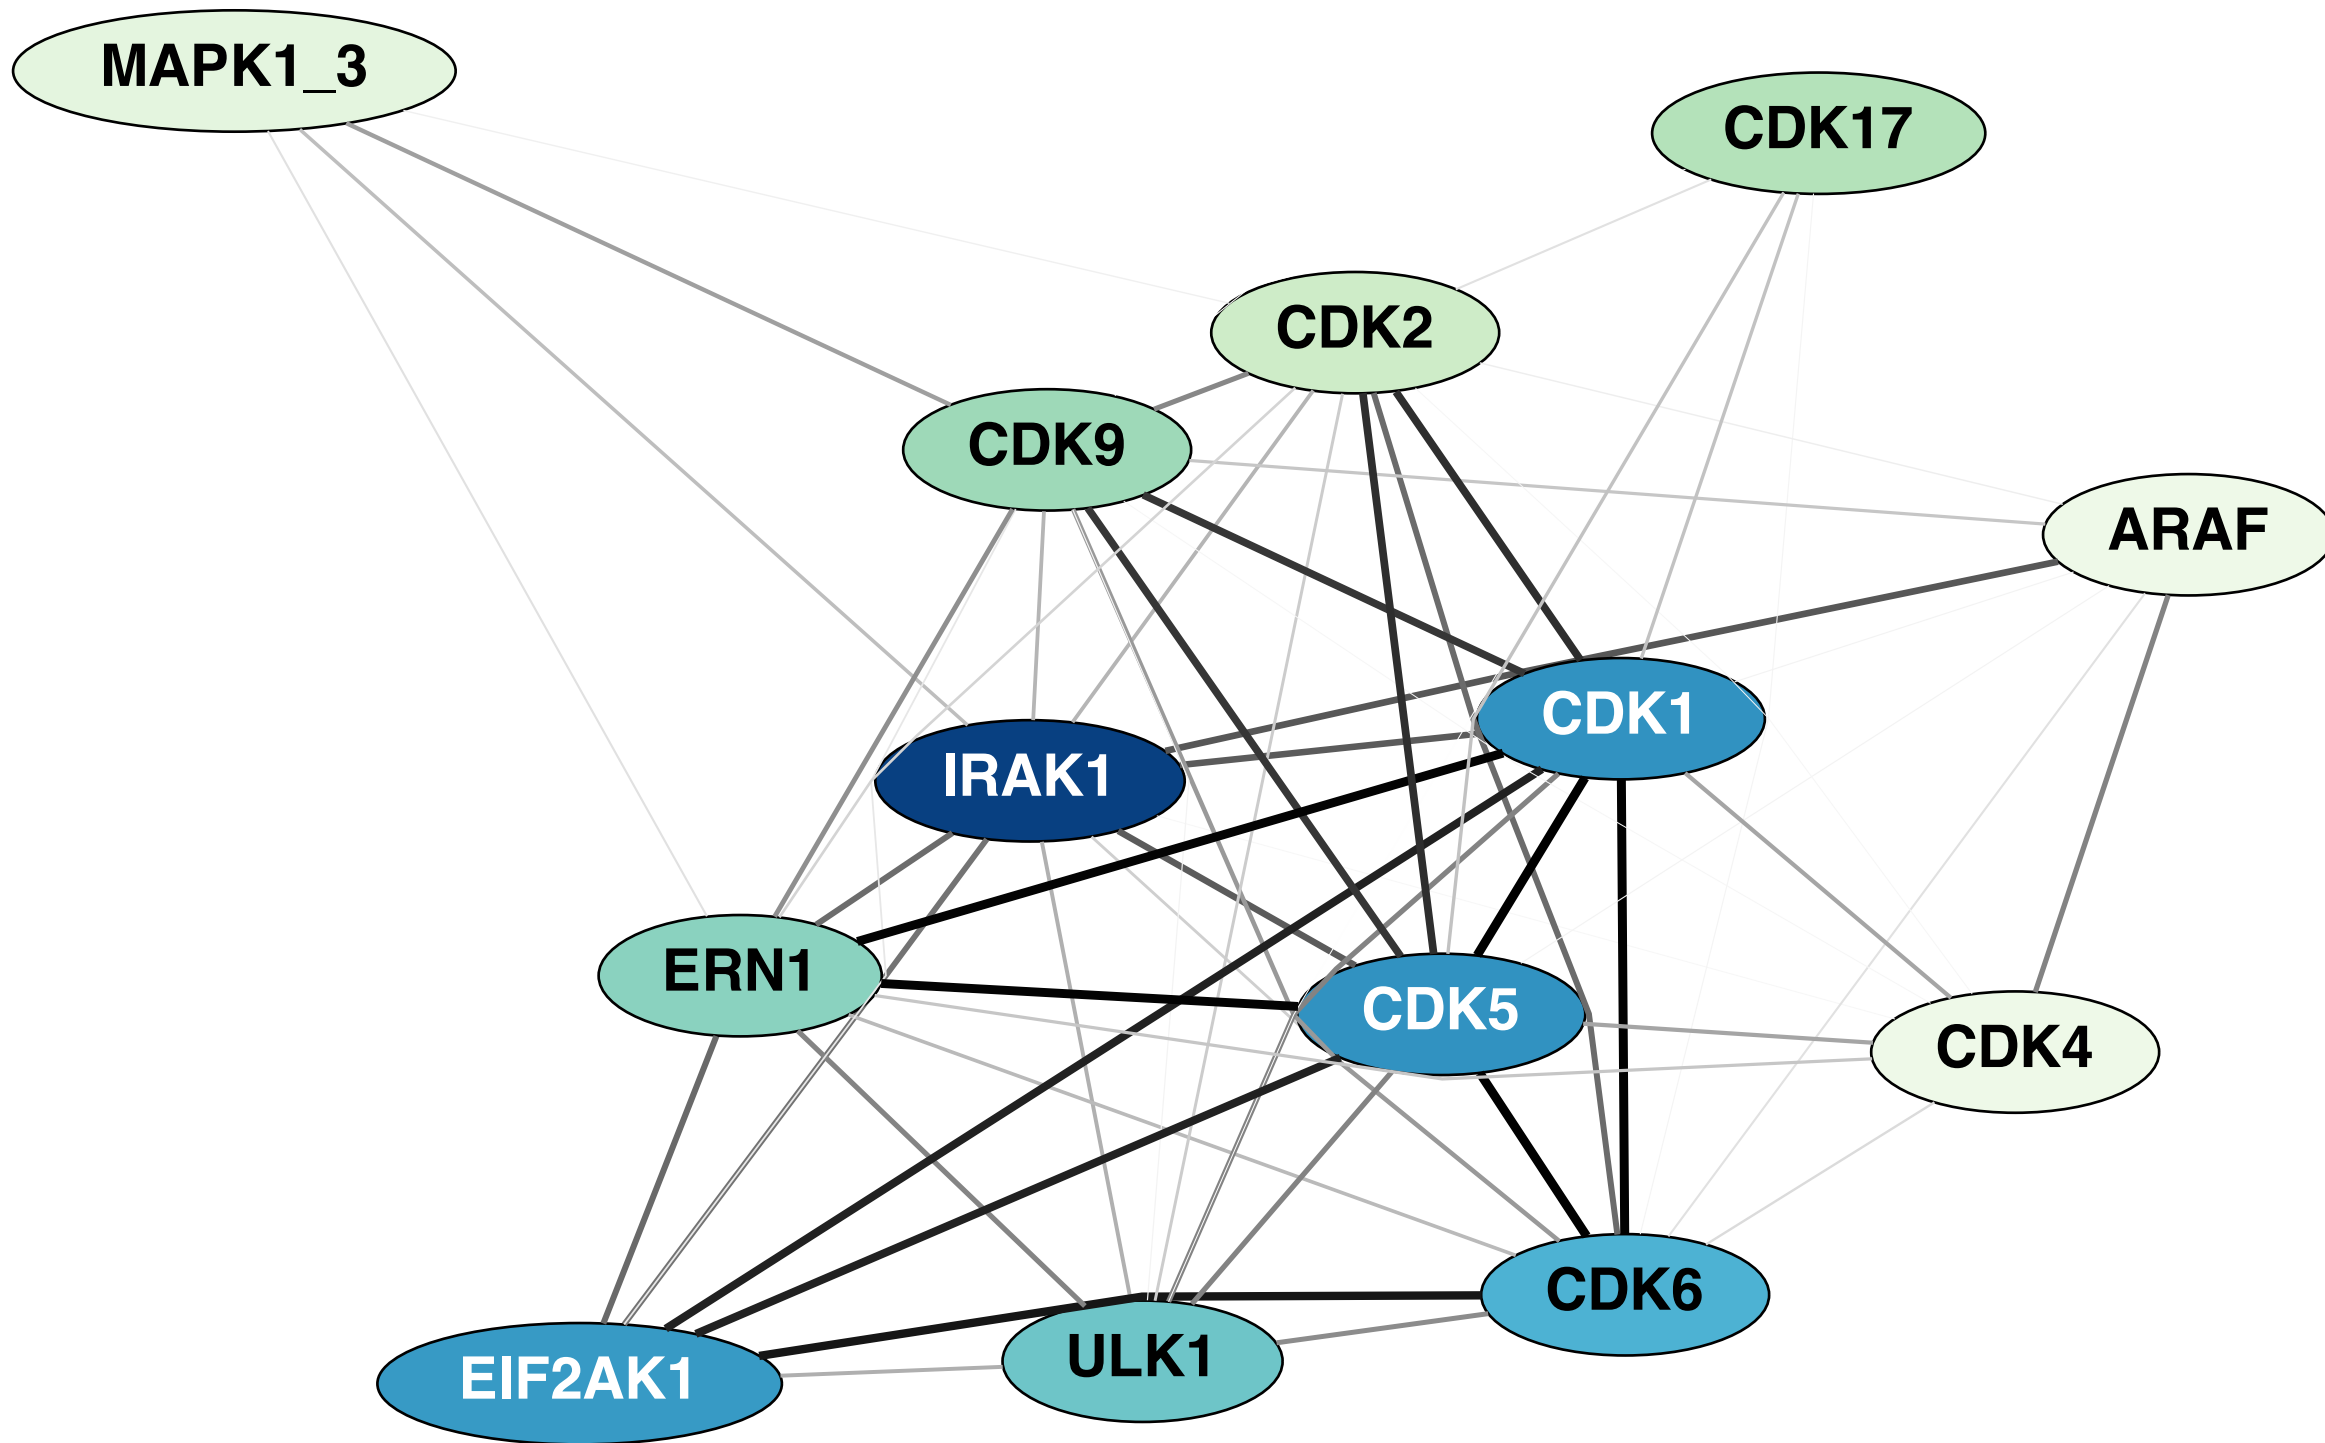 MAPK1_3
CDK17
CDK2
CDK9
ARAF
CDK1
IRAK1
ERN1
CDK5
CDK4
CDK6
ULK1
EIF2AK1